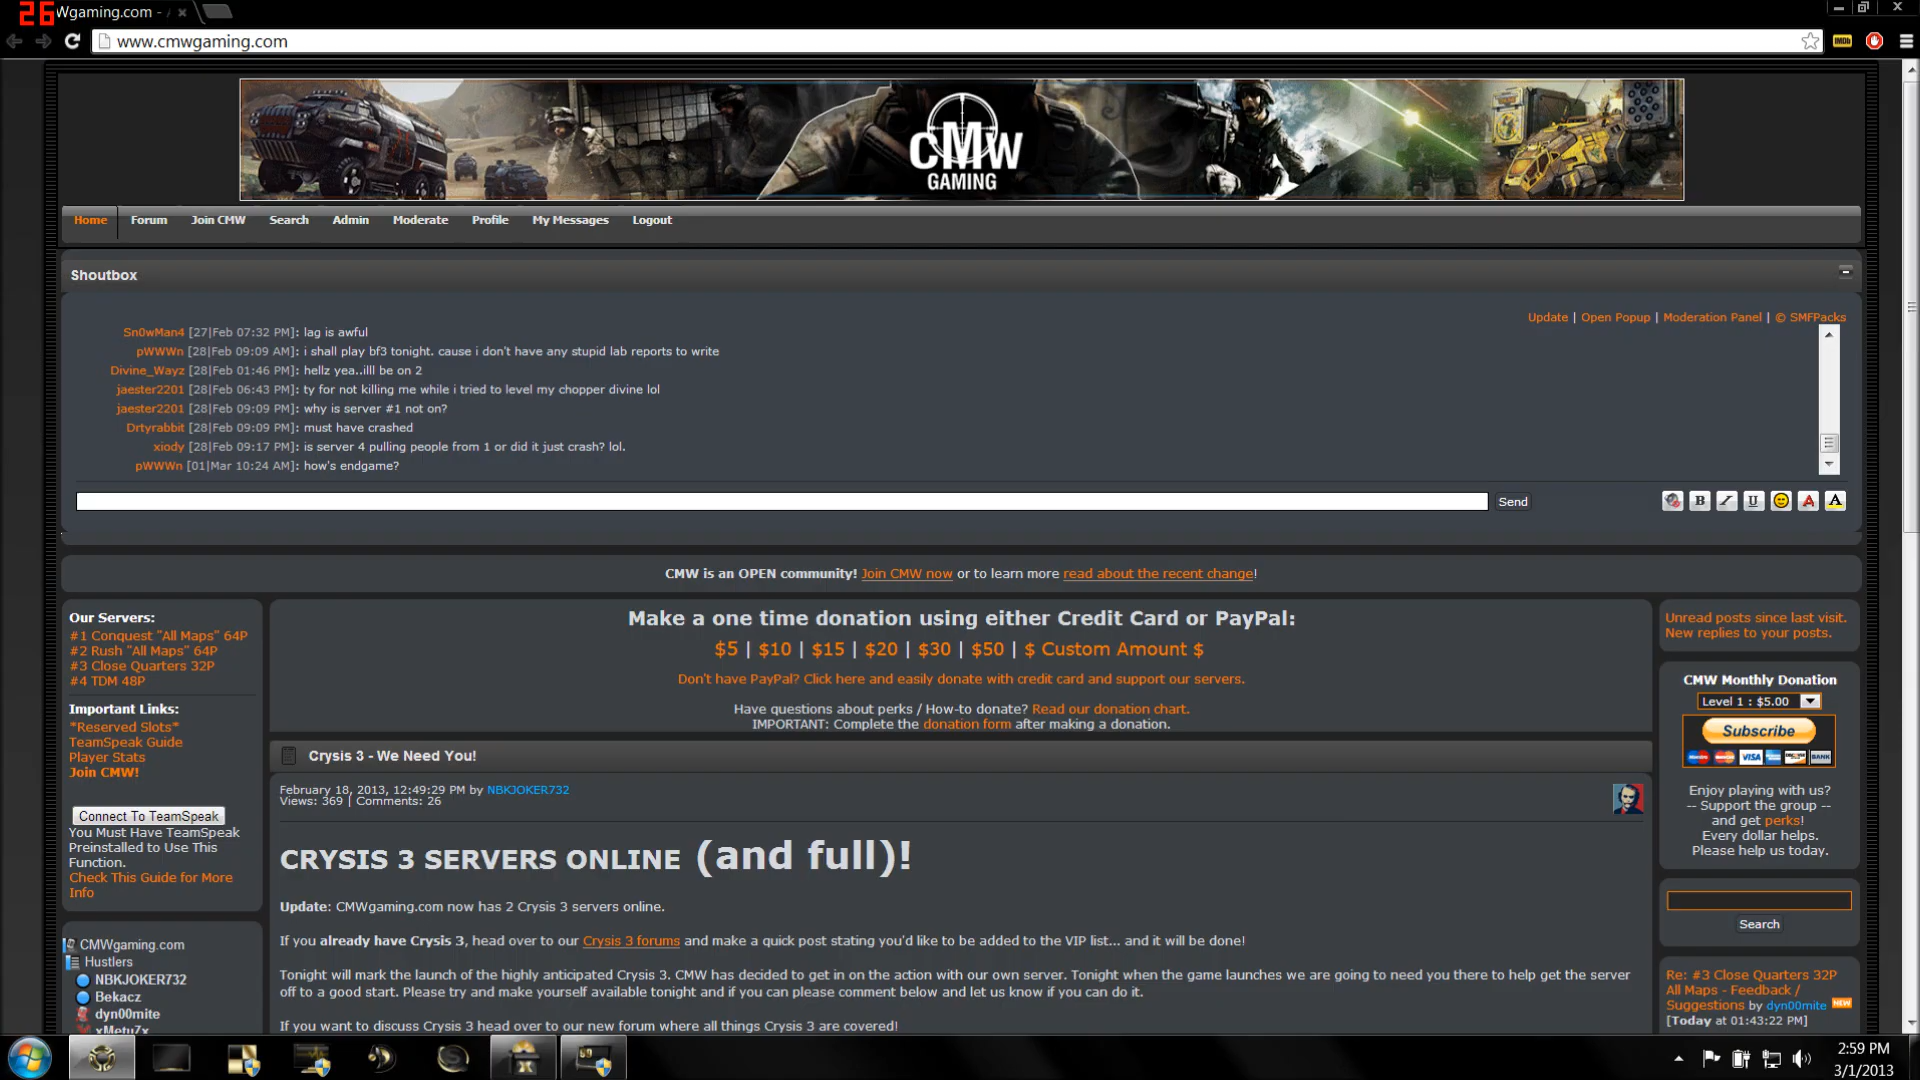 26
Wgaming.com - /
www.cmwgaming.com
IMDb
CMW
GAMING
Home Forum Join CMW Search Admin Moderate Profile My Messages Logout
Shoutbox
Update | Open Popup | Moderation Panel | © SMFPacks
Sn0wMan4 [27|Feb 07:32 PM]: lag is awful
pWWWn [28|Feb 09:09 AM]: i shall play bf3 tonight. cause i don't have any stupid lab reports to write
Divine_Wayz [28|Feb 01:46 PM]: hellz yea..illl be on 2
jaester2201 [28|Feb 06:43 PM]: ty for not killing me while i tried to level my chopper divine lol
jaester2201 [28|Feb 09:09 PM]: why is server #1 not on?
Drtyrabbit [28|Feb 09:09 PM]: must have crashed
xiody [28|Feb 09:17 PM]: is server 4 pulling people from 1 or did it just crash? lol.
pWWWn [01|Mar 10:24 AM]: how's endgame?
Send
B I U A A
CMW is an OPEN community! Join CMW now or to learn more read about the recent change!
Our Servers:
#1 Conquest "All Maps" 64P
#2 Rush "All Maps" 64P
#3 Close Quarters 32P
#4 TDM 48P
Important Links:
*Reserved Slots*
TeamSpeak Guide
Player Stats
Join CMW!
Connect To TeamSpeak
You Must Have TeamSpeak
Preinstalled to Use This
Function.
Check This Guide for More
Info
CMWgaming.com
Hustlers
NBKJOKER732
Bekacz
dyn00mite
xMetu7x
Make a one time donation using either Credit Card or PayPal:
$5 | $10 | $15 | $20 | $30 | $50 | $ Custom Amount $
Don't have PayPal? Click here and easily donate with credit card and support our servers.
Have questions about perks / How-to donate? Read our donation chart.
IMPORTANT: Complete the donation form after making a donation.
Crysis 3 - We Need You!
February 18, 2013, 12:49:29 PM by NBKJOKER732
Views: 369 | Comments: 26
CRYSIS 3 SERVERS ONLINE (and full)!
Update: CMWgaming.com now has 2 Crysis 3 servers online.
If you already have Crysis 3, head over to our Crysis 3 forums and make a quick post stating you'd like to be added to the VIP list... and it will be done!
Tonight will mark the launch of the highly anticipated Crysis 3. CMW has decided to get in on the action with our own server. Tonight when the game launches we are going to need you there to help get the server
off to a good start. Please try and make yourself available tonight and if you can please comment below and let us know if you can do it.
If you want to discuss Crysis 3 head over to our new forum where all things Crysis 3 are covered!
Unread posts since last visit.
New replies to your posts.
CMW Monthly Donation
Level 1 : $5.00
Subscribe
VISA
BANK
Enjoy playing with us?
-- Support the group --
and get perks!
Every dollar helps.
Please help us today.
Search
Re: #3 Close Quarters 32P
All Maps - Feedback /
Suggestions by dyn00mite NEW
[Today at 01:43:22 PM]
2:59 PM
3/1/2013